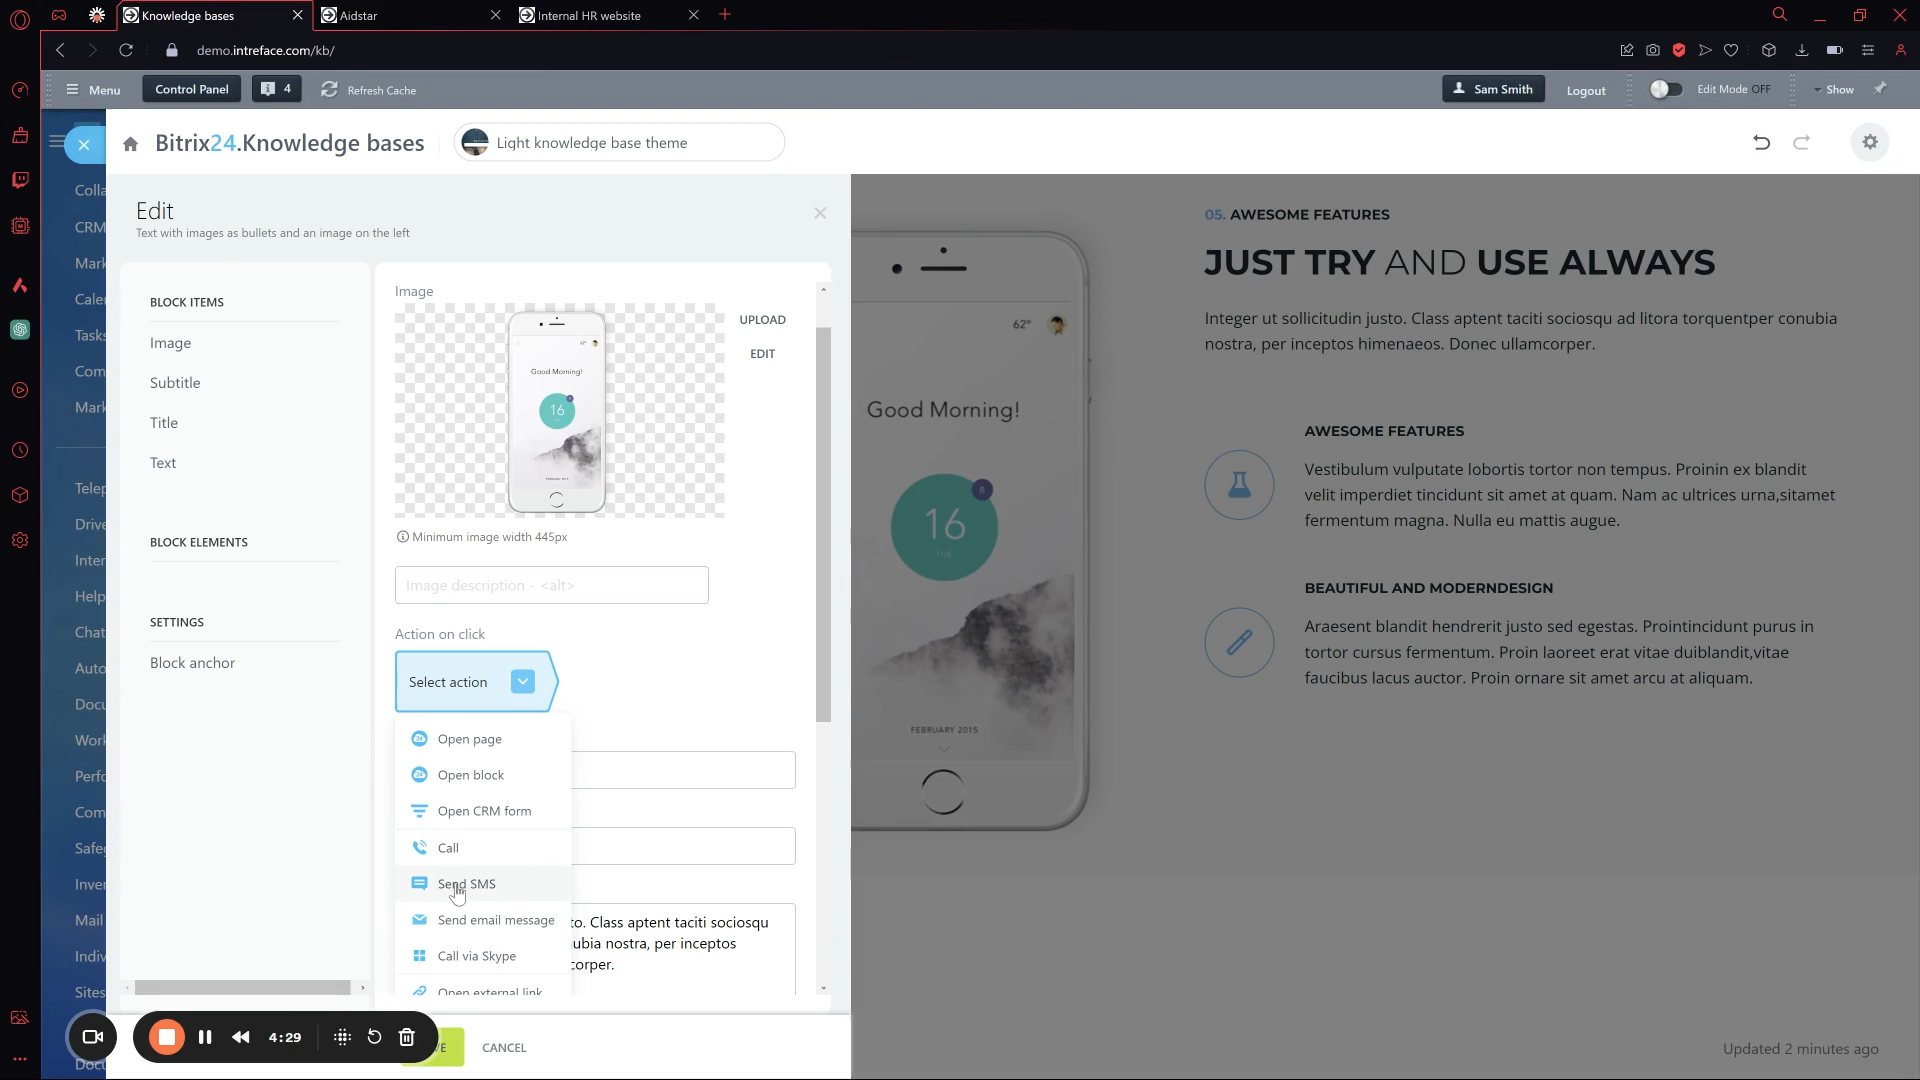 Knowledge bases
Aidstar
Internal HR website
demo.intreface.com/kb/
Menu
Control Panel
4
Refresh Cache
Sam Smith
Logout
Edit Mode OFF
Show
Bitrix24.Knowledge bases
Light knowledge base theme
Colla
CRM
Mark
Caler
Tasks
Com
Mark
Telep
Drive
Inter
Help
Chat
Auto
Docu
Work
Perfo
Com
Safeg
Inver
Mail
Indiv
Sites
Docu
Edit
Text with images as bullets and an image on the left
BLOCK ITEMS
Image
Subtitle
Title
Text
BLOCK ELEMENTS
SETTINGS
Block anchor
Image
UPLOAD
EDIT
62°
Good Morning!
16
Minimum image width 445px
Image description - <alt>
Action on click
Select action
Open page
Open block
Open CRM form
Call
Send SMS
Send email message
Call via Skype
Open external link
to. Class aptent taciti sociosqu
ubia nostra, per inceptos
corper.
4:29
VE
CANCEL
62°
Good Morning!
8
16
TUE
FEBRUARY 2015
05. AWESOME FEATURES
JUST TRY AND USE ALWAYS
Integer ut sollicitudin justo. Class aptent taciti sociosqu ad litora torquentper conubia
nostra, per inceptos himenaeos. Donec ullamcorper.
AWESOME FEATURES
Vestibulum vulputate lobortis tortor non tempus. Proinin ex blandit
velit imperdiet tincidunt sit amet at quam. Nam ac ultrices urna,sitamet
fermentum magna. Nulla eu mattis augue.
BEAUTIFUL AND MODERNDESIGN
Araesent blandit hendrerit justo sed egestas. Prointincidunt purus in
tortor cursus fermentum. Proin laoreet erat vitae duiblandit,vitae
faucibus lacus auctor. Proin ornare sit amet arcu at aliquam.
Updated 2 minutes ago